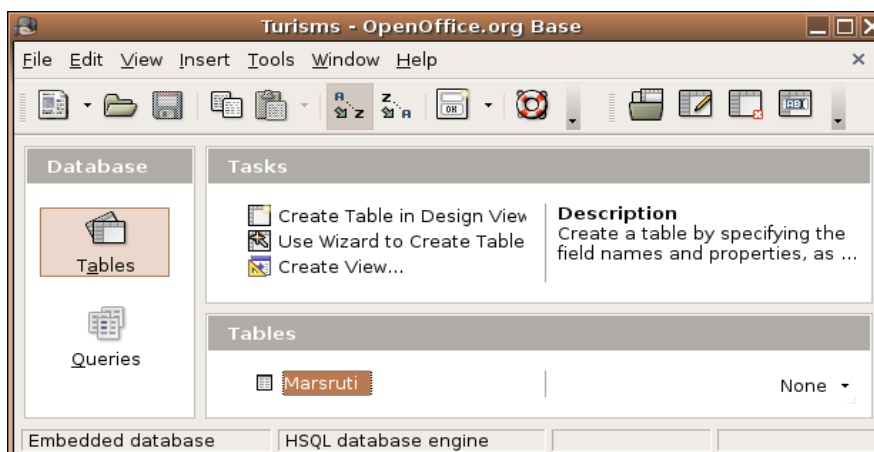 Turisms - OpenOffice.org Base
File Edit View Insert Tools Window Help
Database
Tables
Queries
Tasks
Create Table in Design View
Use Wizard to Create Table
Create View...
Description
Create a table by specifying the
field names and properties, as ...
Tables
Marsruti
None
Embedded database
HSQL database engine